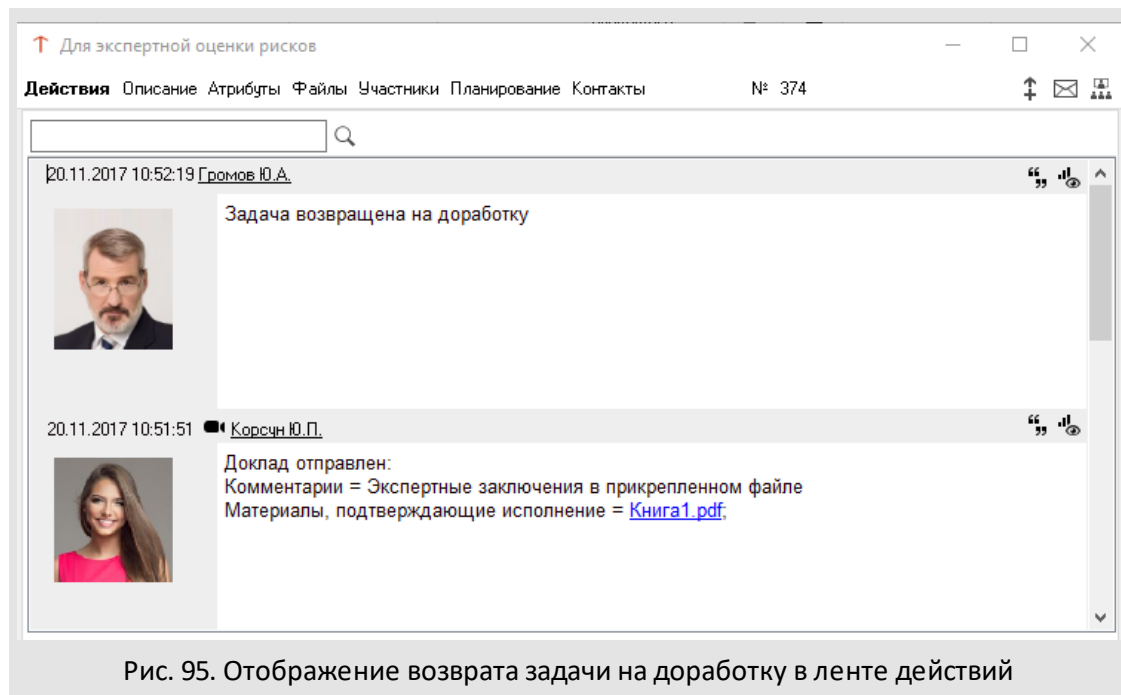 Для экспертной оценки рисков
Действия Описание Атрибуты Файлы Участники Планирование Контакты № 374
20.11.2017 10:52:19 Громов Ю.А.
Задача возвращена на доработку
20.11.2017 10:51:51 Корсун Ю.П.
Доклад отправлен:
Комментарии = Экспертные заключения в прикрепленном файле
Материалы, подтверждающие исполнение = Книга1.pdf;
Рис. 95. Отображение возврата задачи на доработку в ленте действий